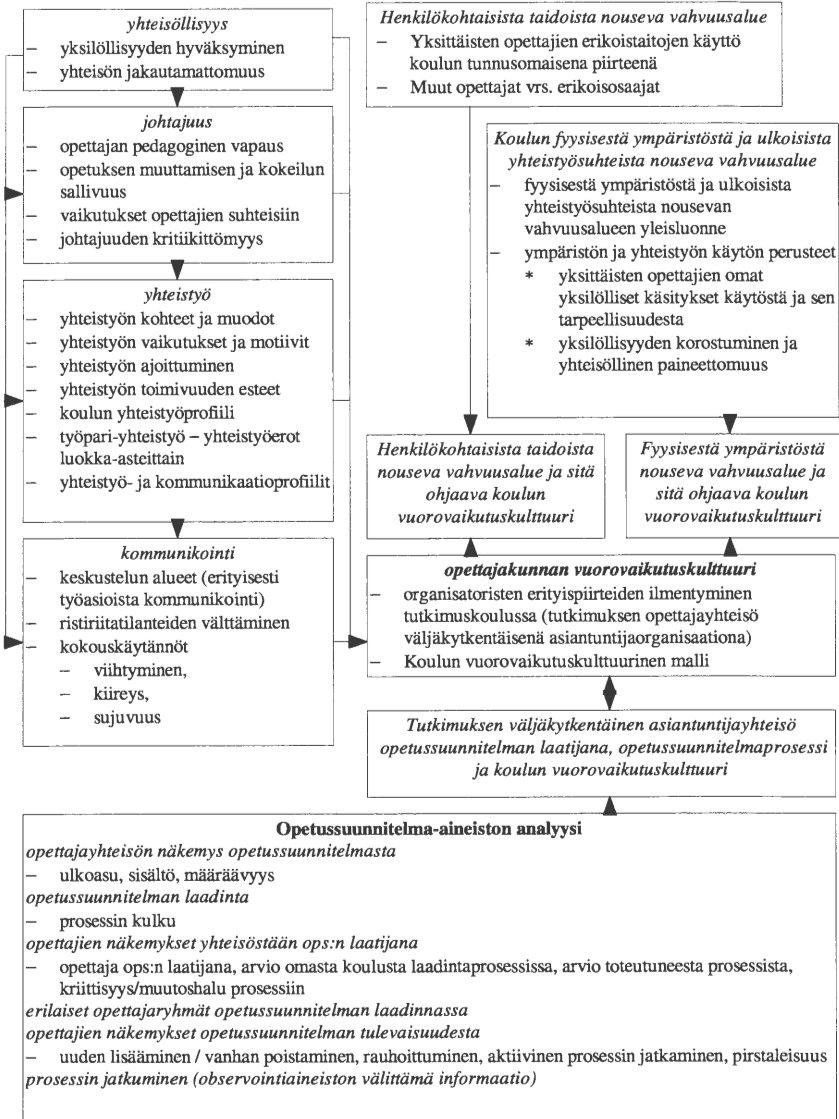 yhteisöllisyys
– yksilöllisyyden hyväksyminen
– yhteisön jakautamattomuus
johtajuus
– opettajan pedagoginen vapaus
– opetuksen muuttamisen ja kokeilun
sallivuus
– vaikutukset opettajien suhteisiin
– johtajuuden kritiikittömyys
yhteistyö
– yhteistyön kohteet ja muodot
– yhteistyön vaikutukset ja motiivit
– yhteistyön ajoittuminen
– yhteistyön toimivuuden esteet
– koulun yhteistyöprofiili
– työpari-yhteistyö – yhteistyöerot
luokka-asteittain
– yhteistyö- ja kommunikaatioprofiilit
kommunikointi
– keskustelun alueet (erityisesti
työasioista kommunikointi)
– ristiriitatilanteiden välttäminen
– kokouskäytännöt
– viihtyminen,
– kiireys,
– sujuvuus
Henkilökohtaisista taidoista nouseva vahvuusalue
– Yksittäisten opettajien erikoistaitojen käyttö
koulun tunnusomaisena piirteenä
– Muut opettajat vrs. erikoisosaajat
Koulun fyysisestä ympäristöstä ja ulkoisista
yhteistyösuhteista nouseva vahvuusalue
– fyysisestä ympäristöstä ja ulkoisista
yhteistyösuhteista nousevan
vahvuusalueen yleisluonne
– ympäristön ja yhteistyön käytön perusteet
* yksittäisten opettajien omat
yksilölliset käsitykset käytöstä ja sen
tarpeellisuudesta
* yksilöllisyyden korostuminen ja
yhteisöllinen paineettomuus
Henkilökohtaisista taidoista
nouseva vahvuusalue ja sitä
ohjaava koulun
vuorovaikutuskulttuuri
Fyysisestä ympäristöstä
nouseva vahvuusalue ja
sitä ohjaava koulun
vuorovaikutuskulttuuri
opettajakunnan vuorovaikutuskulttuuri
– organisatoristen erityispiirteiden ilmentyminen
tutkimuskoulussa (tutkimuksen opettajayhteisö
väljäkytkentäisenä asiantuntijaorganisaationa)
– Koulun vuorovaikutuskulttuurinen malli
Tutkimuksen väljäkytkentäinen asiantuntijayhteisö
opetussuunnitelman laatijana, opetussuunnitelmaprosessi
ja koulun vuorovaikutuskulttuuri
Opetussuunnitelma-aineiston analyysi
opettajayhteisön näkemys opetussuunnitelmasta
– ulkoasu, sisältö, määräävyys
opetussuunnitelman laadinta
– prosessin kulku
opettajien näkemykset yhteisöstään ops:n laatijana
– opettaja ops:n laatijana, arvio omasta koulusta laadintaprosessissa, arvio toteutuneesta prosessista,
kriittisyys/muutoshalu prosessiin
erilaiset opettajaryhmät opetussuunnitelman laadinnassa
opettajien näkemykset opetussuunnitelman tulevaisuudesta
– uuden lisääminen / vanhan poistaminen, rauhoittuminen, aktiivinen prosessin jatkaminen, pirstaleisuus
prosessin jatkuminen (observointiaineiston välittämä informaatio)